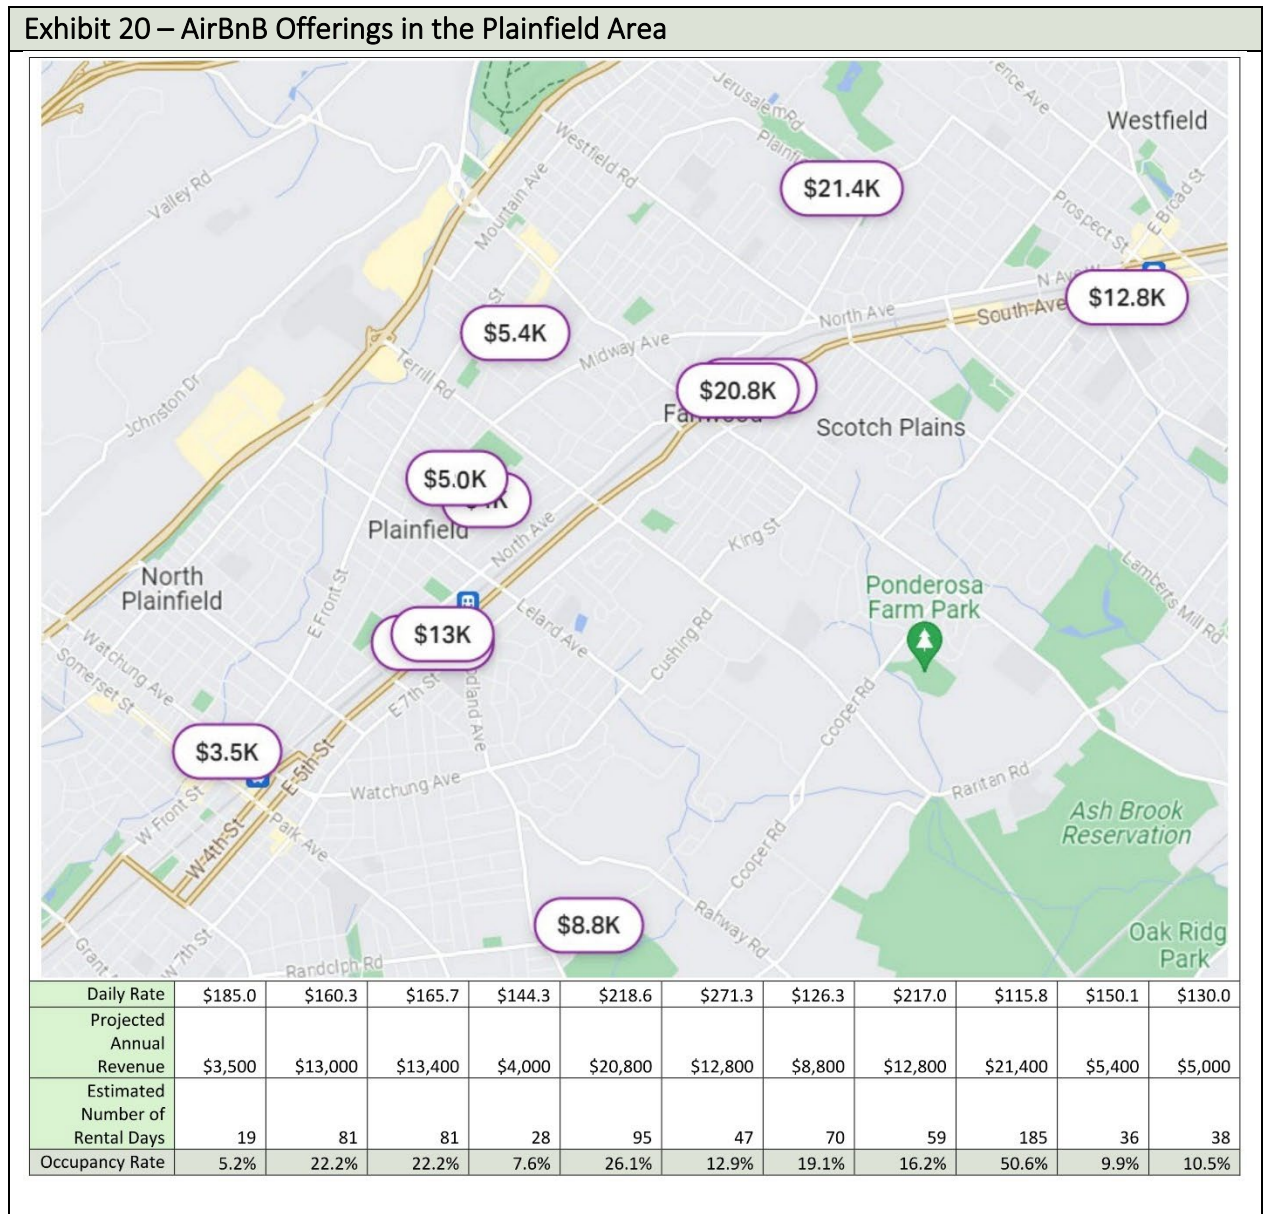 Exhibit 20 – AirBnB Offerings in the Plainfield Area
Jerusalem Rd
Westfield
Westfield Rd
Valley Rd
Mountain Ave
$21.4K
Prospect St
E Broad St
$12.8K
N Ave W
South Ave
North Ave
St
$5.4K
Midway Ave
Terrill Rd
Johnston Dr
$20.8K
Scotch Plains
$5.0K
Plainfield
North Ave
King St
North
Plainfield
Ponderosa
Farm Park
Lamberts Mill Rd
E Front St
Leland Ave
Cushing Rd
$13K
Watchung Ave
Somerset St
E 7th St
Cooper Rd
$3.5K
E 5th St
Watchung Ave
Raritan Rd
W Front St
Park Ave
W 4th St
Ash Brook
Reservation
Cooper Rd
$8.8K
Rahway Rd
Oak Ridg
Park
Grant
W 7th St
Randolph Rd
Daily Rate $185.0 $160.3 $165.7 $144.3 $218.6 $271.3 $126.3 $217.0 $115.8 $150.1 $130.0
Projected
Annual
Revenue $3,500 $13,000 $13,400 $4,000 $20,800 $12,800 $8,800 $12,800 $21,400 $5,400 $5,000
Estimated
Number of
Rental Days 19 81 81 28 95 47 70 59 185 36 38
Occupancy Rate 5.2% 22.2% 22.2% 7.6% 26.1% 12.9% 19.1% 16.2% 50.6% 9.9% 10.5%